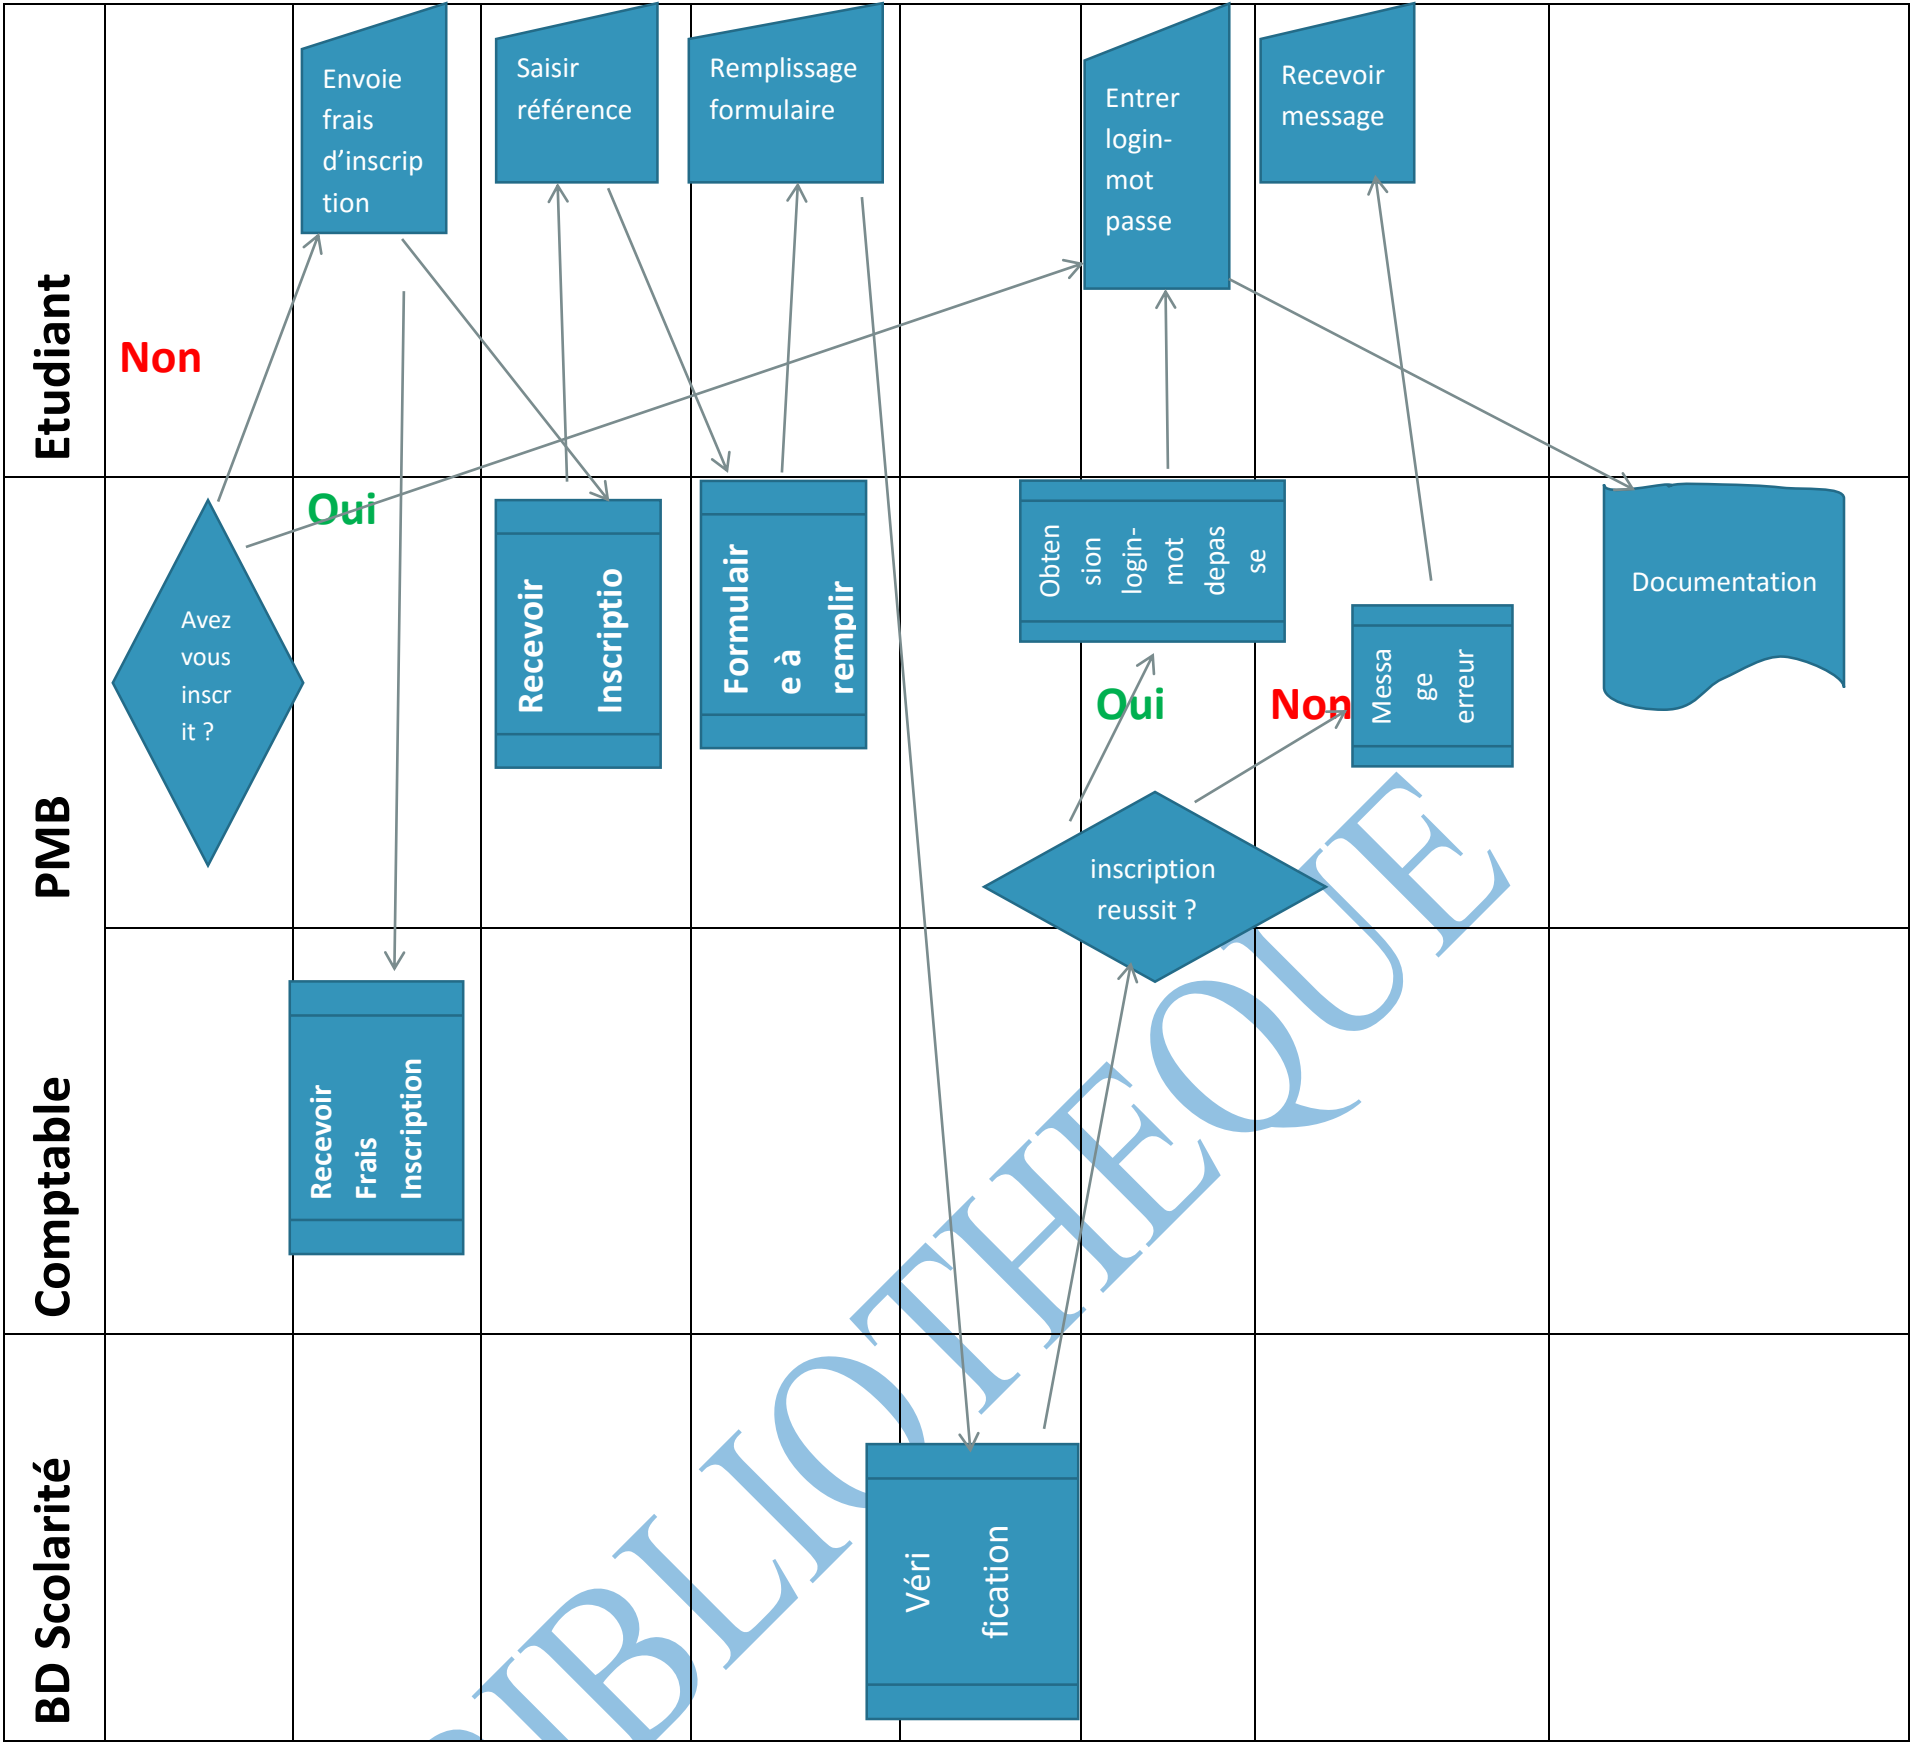 Etudiant
Envoie
frais
d’inscrip
tion
Saisir
référence
Remplissage
formulaire
Entrer
login-
mot
passe
Recevoir
message
Non
PMB
Avez
vous
inscr
it ?
Oui
Recevoir
Inscriptio
Formulair
e à
remplir
Obten
sion
login-
mot
depas
se
Oui
Non
Messa
ge
erreur
Documentation
inscription
reussit ?
Comptable
Recevoir
Frais
Inscription
BD Scolarité
Véri
fication
BIBLIOTHEQUE